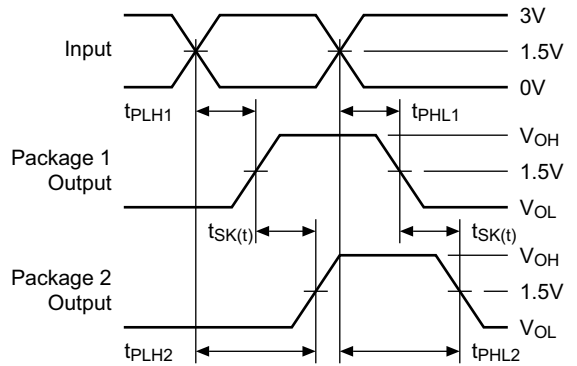 3V
Input
1.5V
0V
tPLH1
tPHL1
VOH
Package 1
Output
1.5V
VOL
tSK(t)
tSK(t)
VOH
Package 2
Output
1.5V
VOL
tPLH2
tPHL2